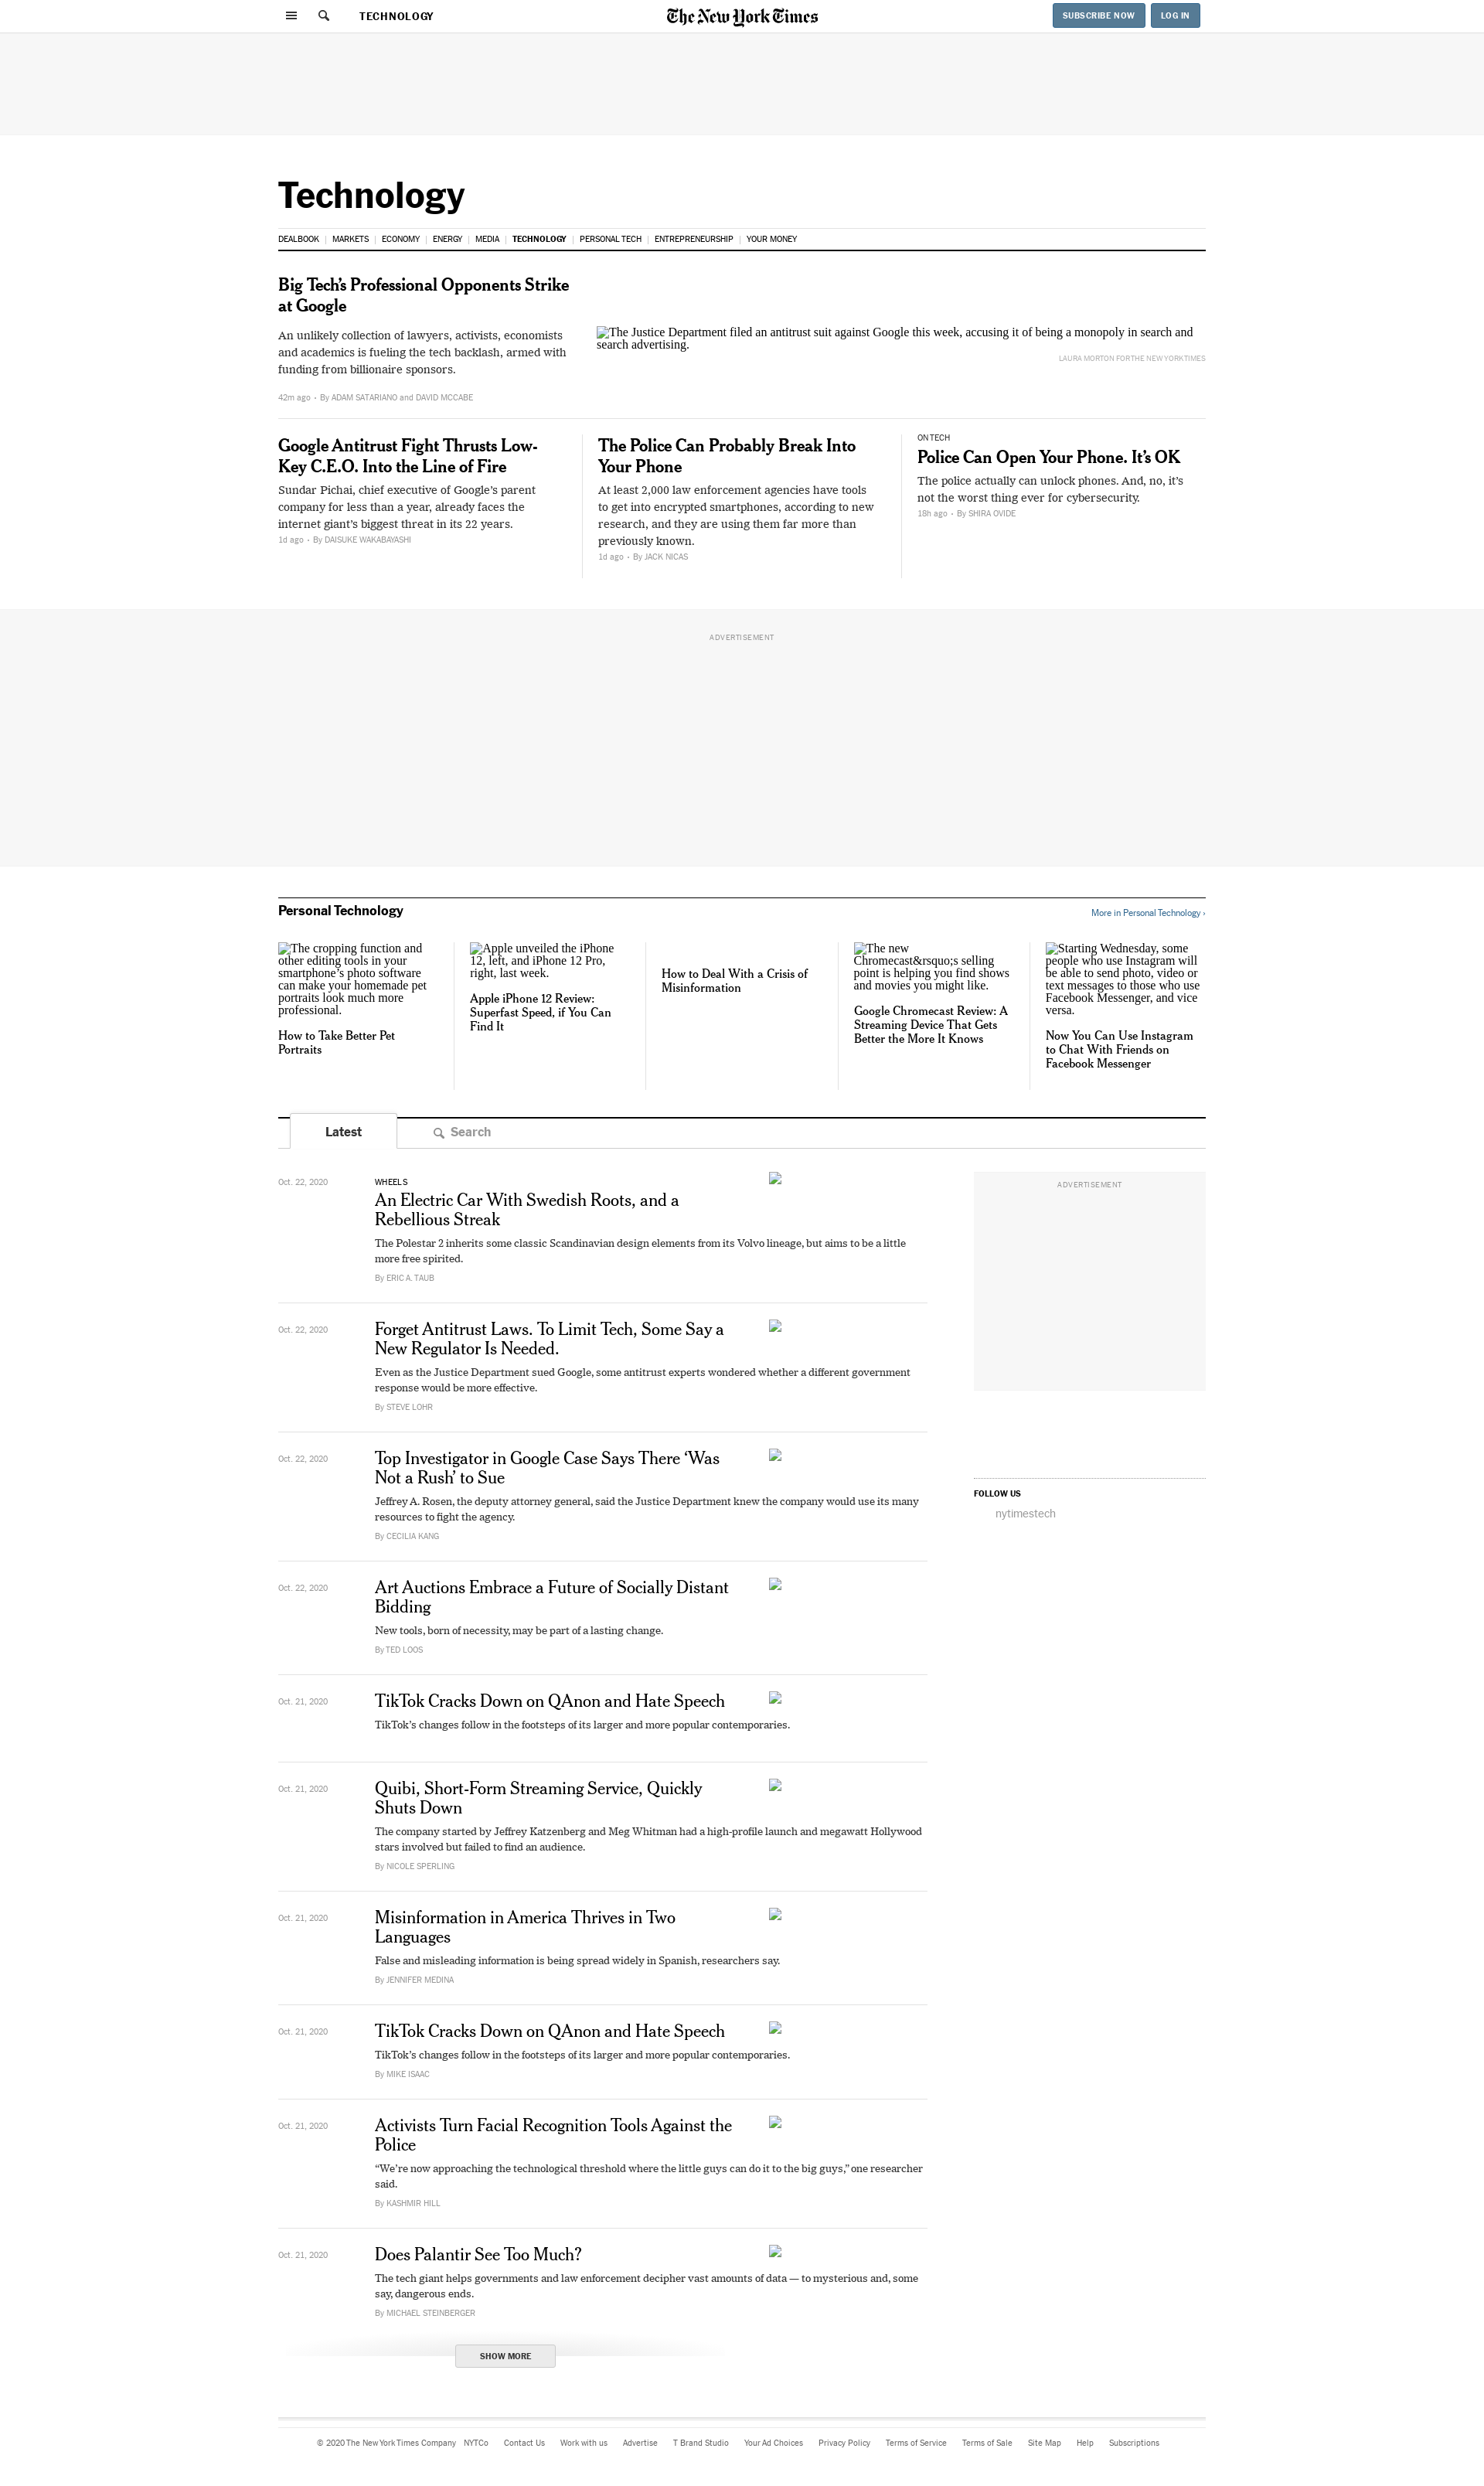 TECHNOLOGY
The New York Times
SUBSCRIBE NOW
LOG IN
Technology
DEALBOOK | MARKETS | ECONOMY | ENERGY | MEDIA | TECHNOLOGY | PERSONAL TECH | ENTREPRENEURSHIP | YOUR MONEY
Big Tech’s Professional Opponents Strike
at Google
An unlikely collection of lawyers, activists, economists
and academics is fueling the tech backlash, armed with
funding from billionaire sponsors.
42m ago • By ADAM SATARIANO and DAVID MCCABE
The Justice Department filed an antitrust suit against Google this week, accusing it of being a monopoly in search and
search advertising.
LAURA MORTON FOR THE NEW YORK TIMES
Google Antitrust Fight Thrusts Low-
Key C.E.O. Into the Line of Fire
Sundar Pichai, chief executive of Google’s parent
company for less than a year, already faces the
internet giant’s biggest threat in its 22 years.
1d ago • By DAISUKE WAKABAYASHI
The Police Can Probably Break Into
Your Phone
At least 2,000 law enforcement agencies have tools
to get into encrypted smartphones, according to new
research, and they are using them far more than
previously known.
1d ago • By JACK NICAS
ON TECH
Police Can Open Your Phone. It’s OK
The police actually can unlock phones. And, no, it’s
not the worst thing ever for cybersecurity.
18h ago • By SHIRA OVIDE
ADVERTISEMENT
Personal Technology
More in Personal Technology ›
The cropping function and
other editing tools in your
smartphone’s photo software
can make your homemade pet
portraits look much more
professional.
How to Take Better Pet
Portraits
Apple unveiled the iPhone
12, left, and iPhone 12 Pro,
right, last week.
Apple iPhone 12 Review:
Superfast Speed, if You Can
Find It
How to Deal With a Crisis of
Misinformation
The new
Chromecast&rsquo;s selling
point is helping you find shows
and movies you might like.
Google Chromecast Review: A
Streaming Device That Gets
Better the More It Knows
Starting Wednesday, some
people who use Instagram will
be able to send photo, video or
text messages to those who use
Facebook Messenger, and vice
versa.
Now You Can Use Instagram
to Chat With Friends on
Facebook Messenger
Latest
Search
Oct. 22, 2020
WHEELS
An Electric Car With Swedish Roots, and a
Rebellious Streak
The Polestar 2 inherits some classic Scandinavian design elements from its Volvo lineage, but aims to be a little
more free spirited.
By ERIC A. TAUB
Oct. 22, 2020
Forget Antitrust Laws. To Limit Tech, Some Say a
New Regulator Is Needed.
Even as the Justice Department sued Google, some antitrust experts wondered whether a different government
response would be more effective.
By STEVE LOHR
Oct. 22, 2020
Top Investigator in Google Case Says There ‘Was
Not a Rush’ to Sue
Jeffrey A. Rosen, the deputy attorney general, said the Justice Department knew the company would use its many
resources to fight the agency.
By CECILIA KANG
Oct. 22, 2020
Art Auctions Embrace a Future of Socially Distant
Bidding
New tools, born of necessity, may be part of a lasting change.
By TED LOOS
Oct. 21, 2020
TikTok Cracks Down on QAnon and Hate Speech
TikTok’s changes follow in the footsteps of its larger and more popular contemporaries.
Oct. 21, 2020
Quibi, Short-Form Streaming Service, Quickly
Shuts Down
The company started by Jeffrey Katzenberg and Meg Whitman had a high-profile launch and megawatt Hollywood
stars involved but failed to find an audience.
By NICOLE SPERLING
Oct. 21, 2020
Misinformation in America Thrives in Two
Languages
False and misleading information is being spread widely in Spanish, researchers say.
By JENNIFER MEDINA
Oct. 21, 2020
TikTok Cracks Down on QAnon and Hate Speech
TikTok’s changes follow in the footsteps of its larger and more popular contemporaries.
By MIKE ISAAC
Oct. 21, 2020
Activists Turn Facial Recognition Tools Against the
Police
“We’re now approaching the technological threshold where the little guys can do it to the big guys,” one researcher
said.
By KASHMIR HILL
Oct. 21, 2020
Does Palantir See Too Much?
The tech giant helps governments and law enforcement decipher vast amounts of data — to mysterious and, some
say, dangerous ends.
By MICHAEL STEINBERGER
SHOW MORE
ADVERTISEMENT
FOLLOW US
nytimestech
© 2020 The New York Times Company NYTCo Contact Us Work with us Advertise T Brand Studio Your Ad Choices Privacy Policy Terms of Service Terms of Sale Site Map Help Subscriptions